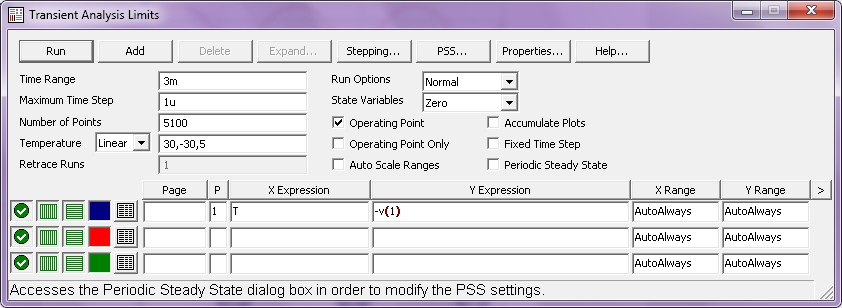 Transient Analysis Limits
Run Add Delete Expand... Stepping... PSS... Properties... Help...
Time Range 3m Run Options Normal
Maximum Time Step 1u State Variables Zero
Number of Points 5100 Operating Point Accumulate Plots
Temperature Linear 30,-30,5 Operating Point Only Fixed Time Step
Retrace Runs 1 Auto Scale Ranges Periodic Steady State
Page P X Expression Y Expression X Range Y Range >
1 T -v(1) AutoAlways AutoAlways
AutoAlways AutoAlways
AutoAlways AutoAlways
Accesses the Periodic Steady State dialog box in order to modify the PSS settings.